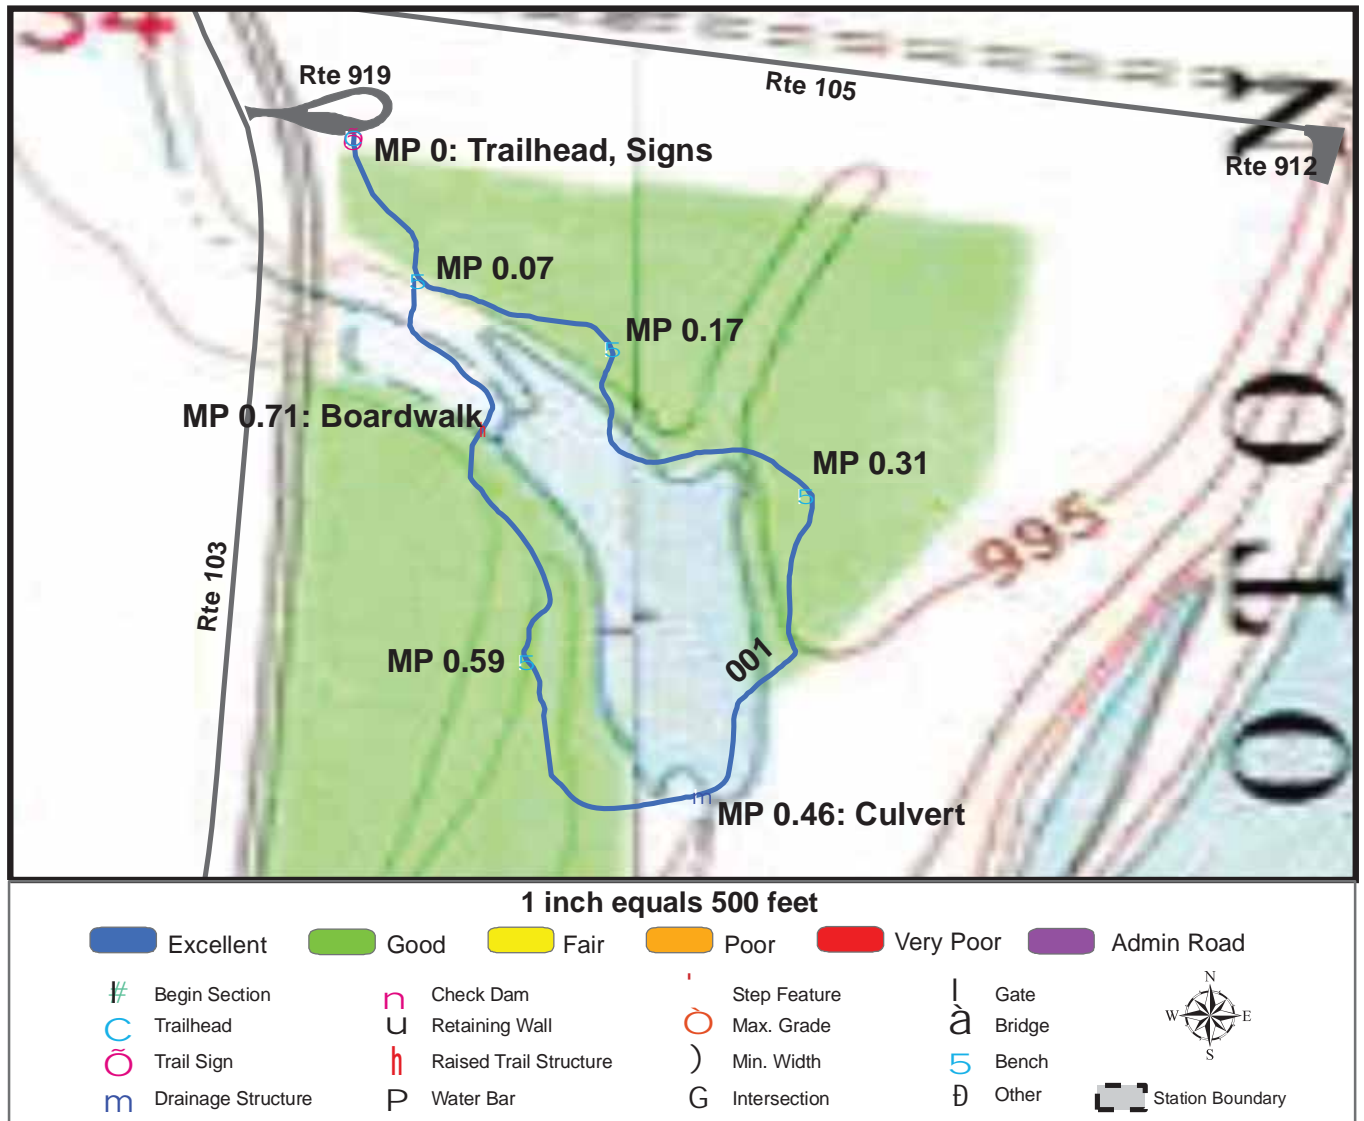 54
Rte 919
Rte 105
Rte 912
MP 0: Trailhead, Signs
MP 0.07
MP 0.17
MP 0.71: Boardwalk
MP 0.31
995
Rte 103
MP 0.59
001
MP 0.46: Culvert
N
O
T
O
1 inch equals 500 feet
Excellent
Good
Fair
Poor
Very Poor
Admin Road
Begin Section
Check Dam
Step Feature
Gate
C Trailhead
u Retaining Wall
Ò Max. Grade
à Bridge
Õ Trail Sign
h Raised Trail Structure
) Min. Width
5 Bench
m Drainage Structure
P Water Bar
G Intersection
Đ Other
Station Boundary
N
W
E
S